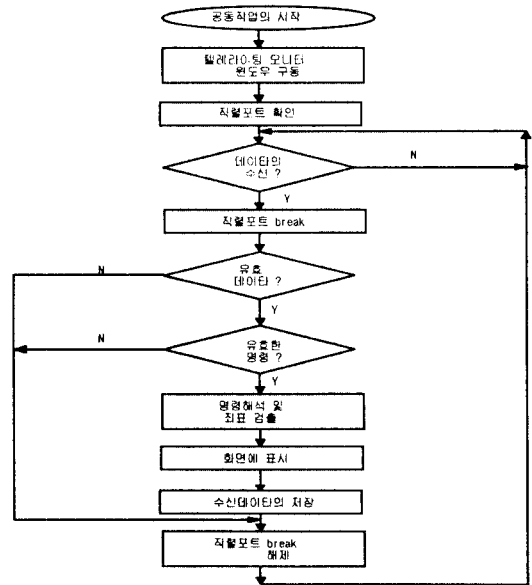 공동작업의 시작
텔레라이팅 모니터
윈도우 구동
직렬포트 확인
데이타의
수신 ?
N
Y
직렬포트 break
N
유효
데이타 ?
Y
N
유효한
명령 ?
Y
명령해석 및
좌표 검출
화면에 표시
수신데이타의 저장
직렬포트 break
해제